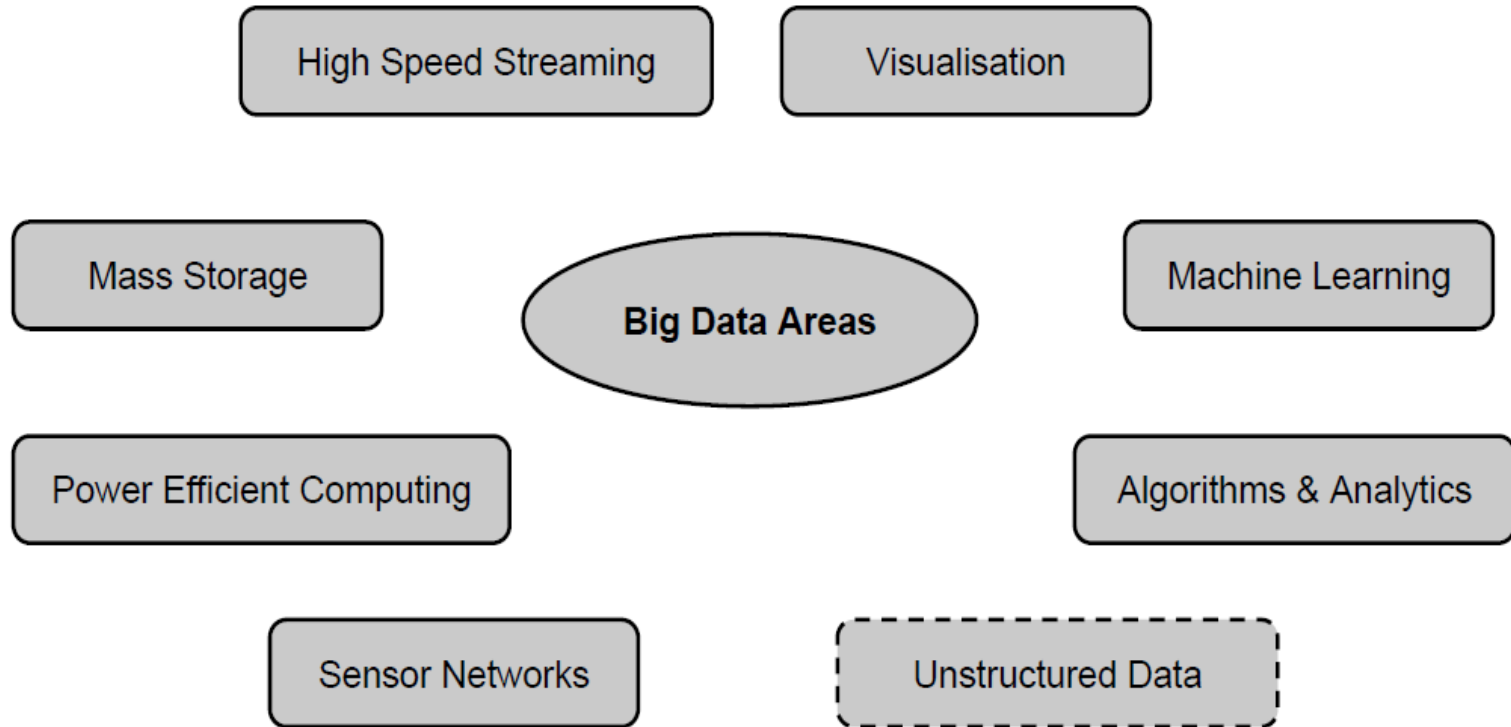 High Speed Streaming
Visualisation
Mass Storage
Machine Learning
Big Data Areas
Power Efficient Computing
Algorithms & Analytics
Sensor Networks
Unstructured Data